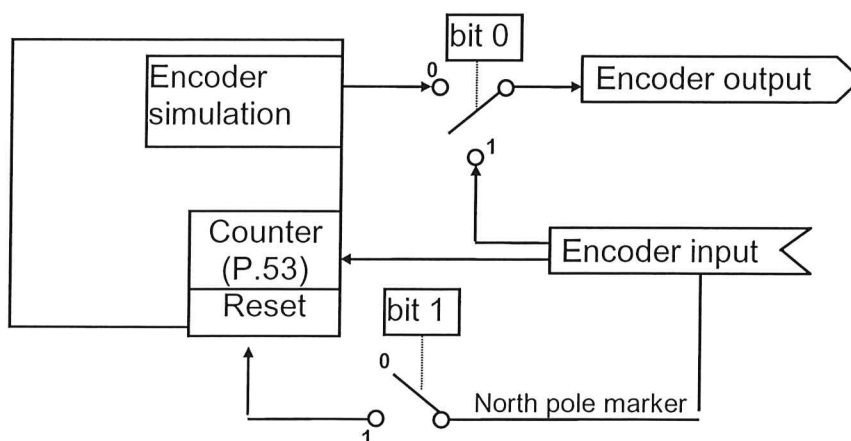 bit 0
Encoder
simulation
0
Encoder output
1
Counter
(P.53)
Encoder input
Reset
bit 1
0
North pole marker
1